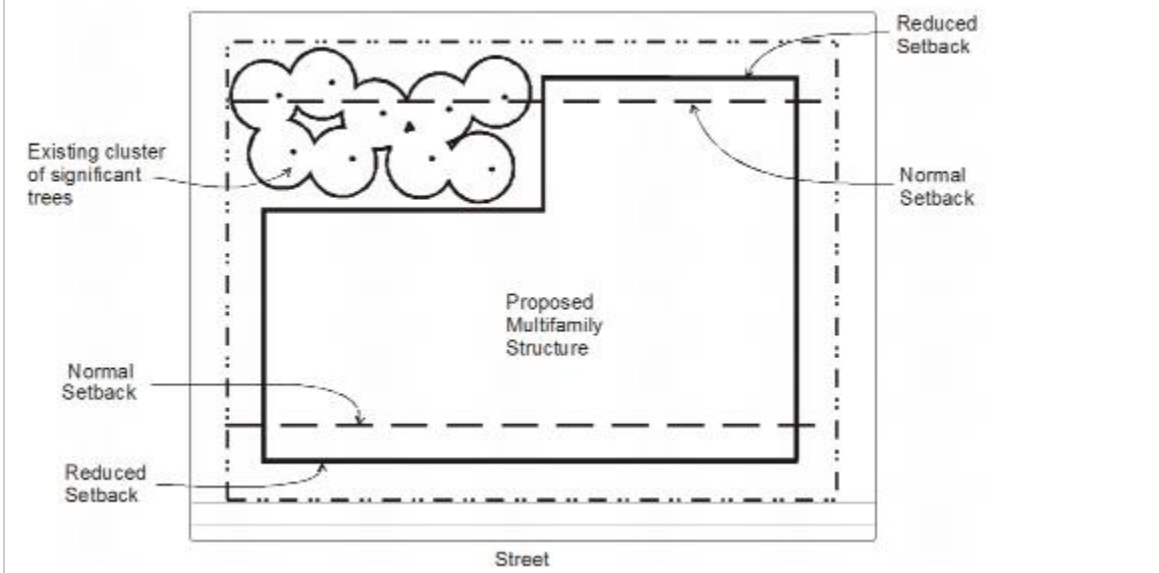 Reduced
Setback
Existing cluster
of significant
trees
Normal
Setback
Proposed
Multifamily
Structure
Normal
Setback
Reduced
Setback
Street